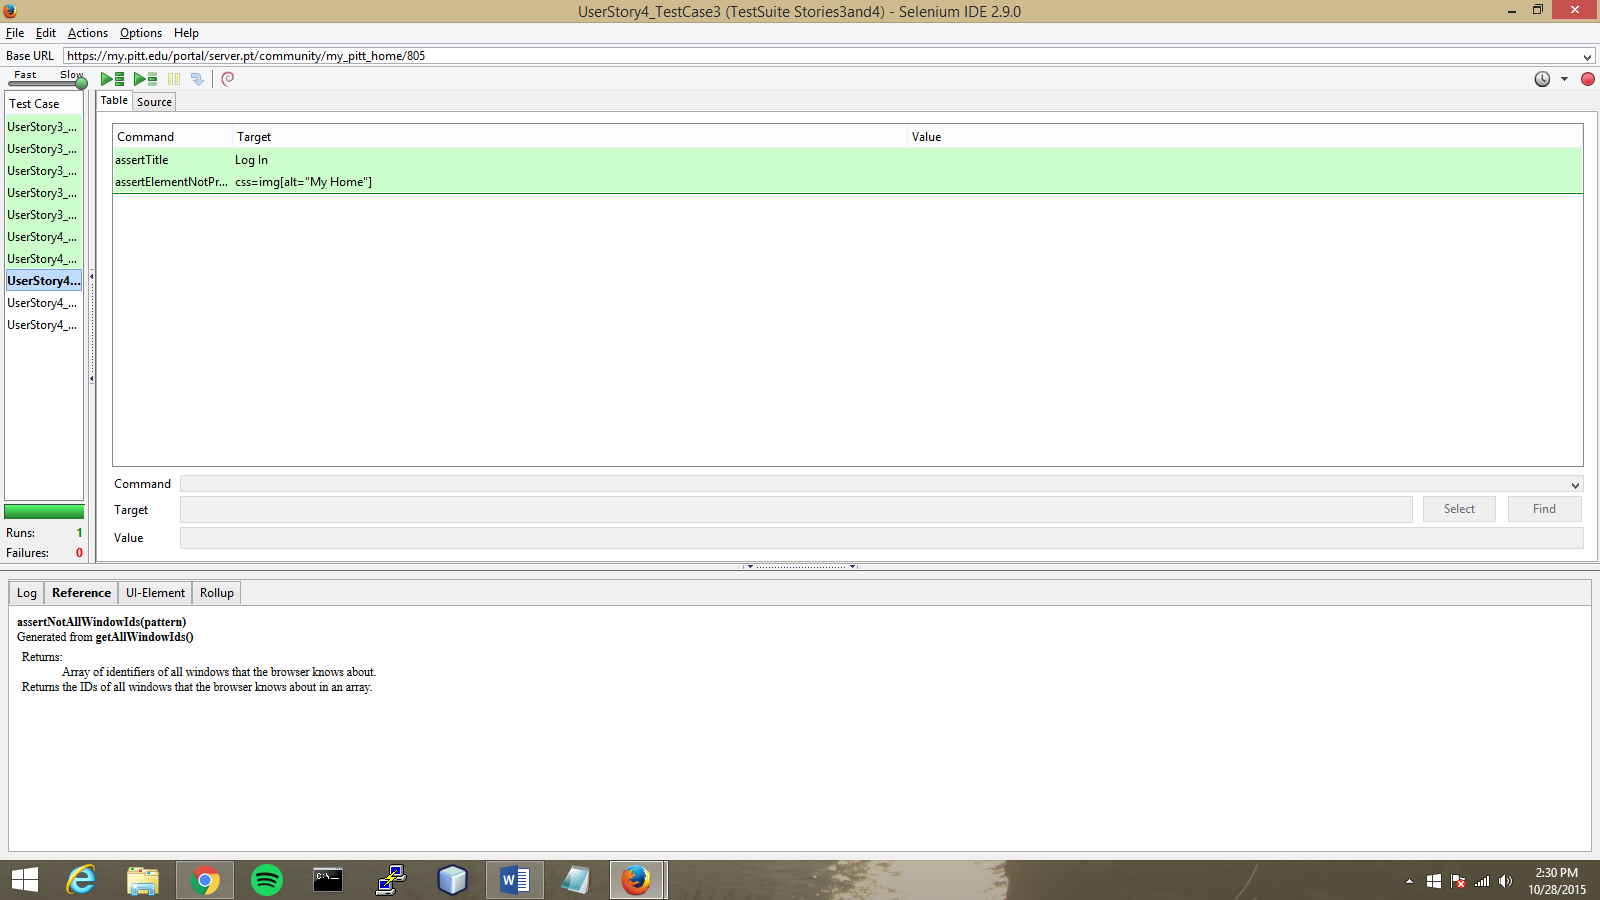 UserStory4_TestCase3 (TestSuite Stories3and4) - Selenium IDE 2.9.0
File Edit Actions Options Help
Base URL https://my.pitt.edu/portal/server.pt/community/my_pitt_home/805
Fast Slow
Test Case
UserStory3_...
UserStory3_...
UserStory3_...
UserStory3_...
UserStory3_...
UserStory4_...
UserStory4_...
UserStory4...
UserStory4_...
UserStory4_...
Runs: 1
Failures: 0
Table Source
Command Target Value
assertTitle Log In
assertElementNotPr... css=img[alt="My Home"]
Command
Target Select Find
Value
Log Reference UI-Element Rollup
assertNotAllWindowIds(pattern)
Generated from getAllWindowIds()
Returns:
Array of identifiers of all windows that the browser knows about.
Returns the IDs of all windows that the browser knows about in an array.
2:30 PM
10/28/2015